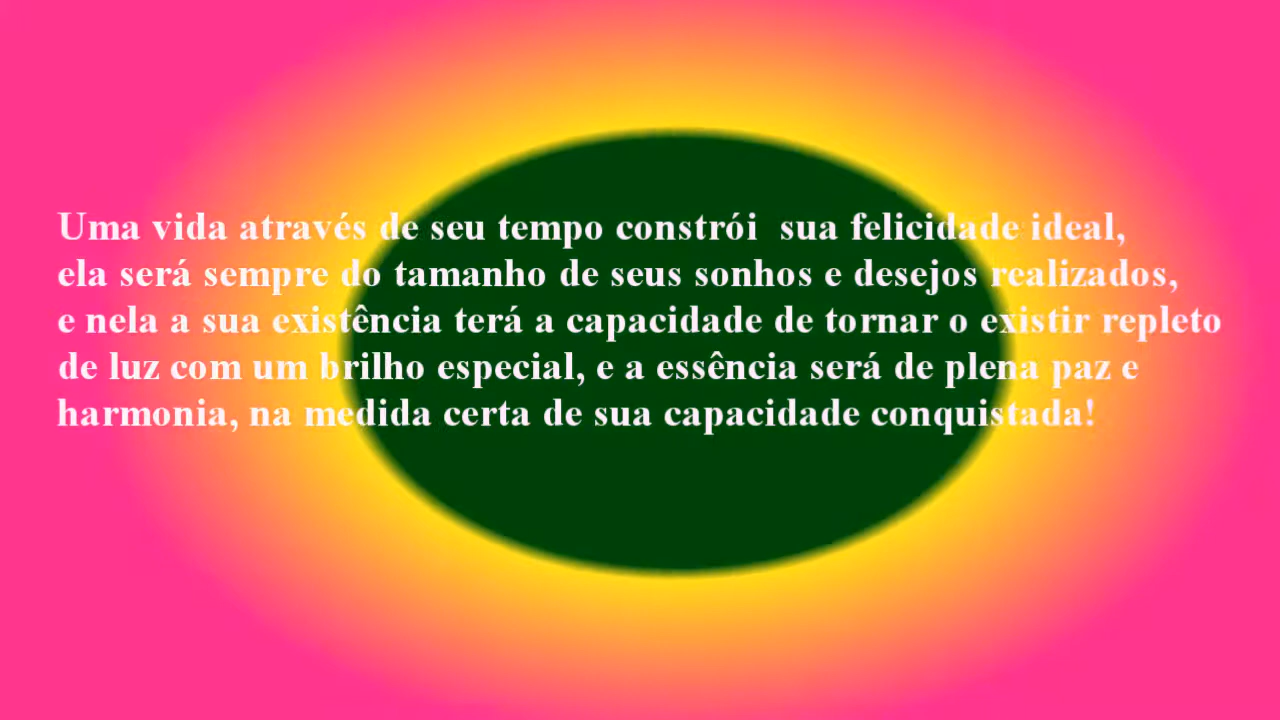 Uma vida através de seu tempo constrói  sua felicidade ideal,
ela será sempre do tamanho de seus sonhos e desejos realizados,
e nela a sua existência terá a capacidade de tornar o existir repleto
de luz com um brilho especial, e a essência será de plena paz e
harmonia, na medida certa de sua capacidade conquistada!